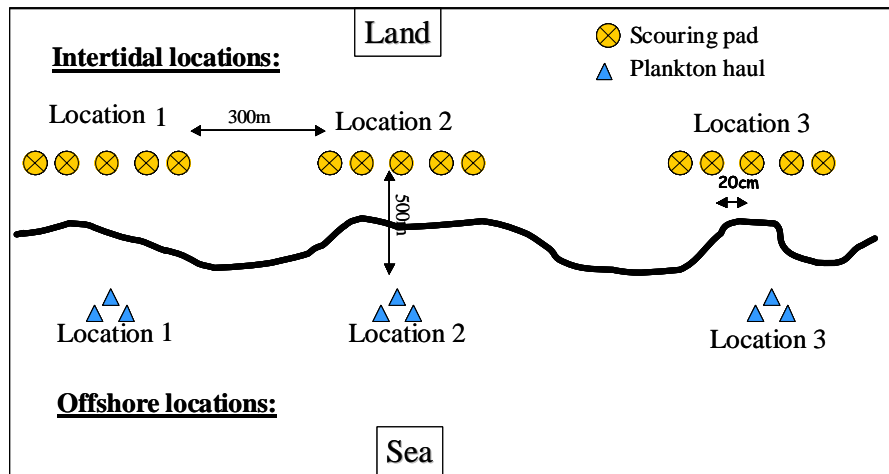 Land
Intertidal locations:
Scouring pad
Plankton haul
Location 1
300m
Location 2
Location 3
20cm
500m
Location 1
Location 2
Location 3
Offshore locations:
Sea